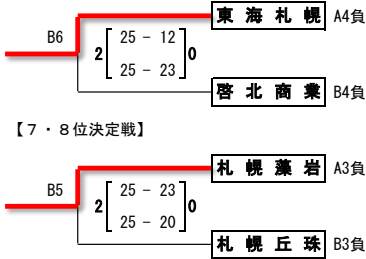 東海札幌 A4負
B6
2 25 − 12 0
25 − 23
啓北商業 B4負
【７・８位決定戦】
札幌藻岩 A3負
B5
2 25 − 23 0
25 − 20
札幌丘珠 B3負